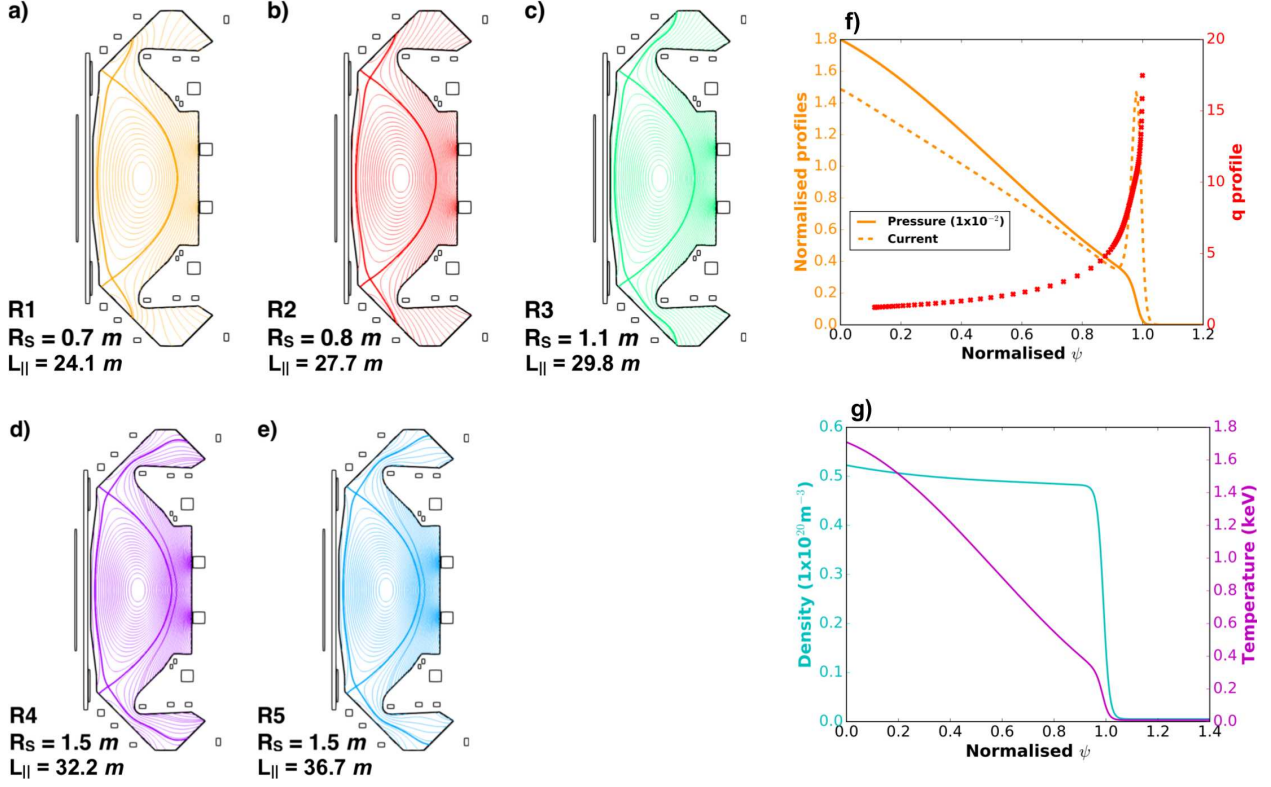 a)
R1
R_S = 0.7 m
L_|| = 24.1 m
b)
R2
R_S = 0.8 m
L_|| = 27.7 m
c)
R3
R_S = 1.1 m
L_|| = 29.8 m
d)
R4
R_S = 1.5 m
L_|| = 32.2 m
e)
R5
R_S = 1.5 m
L_|| = 36.7 m
f)
Normalised profiles
1.8
1.6
1.4
1.2
1.0
0.8
0.6
0.4
0.2
0.0
Pressure (1x10⁻²)
Current
20
15
10
5
0
q profile
0.0 0.2 0.4 0.6 0.8 1.0 1.2
Normalised ψ
g)
Density (1x10²⁰m⁻³)
0.6
0.5
0.4
0.3
0.2
0.1
0.0
1.8
1.6
1.4
1.2
1.0
0.8
0.6
0.4
0.2
0.0
Temperature (keV)
0.0 0.2 0.4 0.6 0.8 1.0 1.2 1.4
Normalised ψ